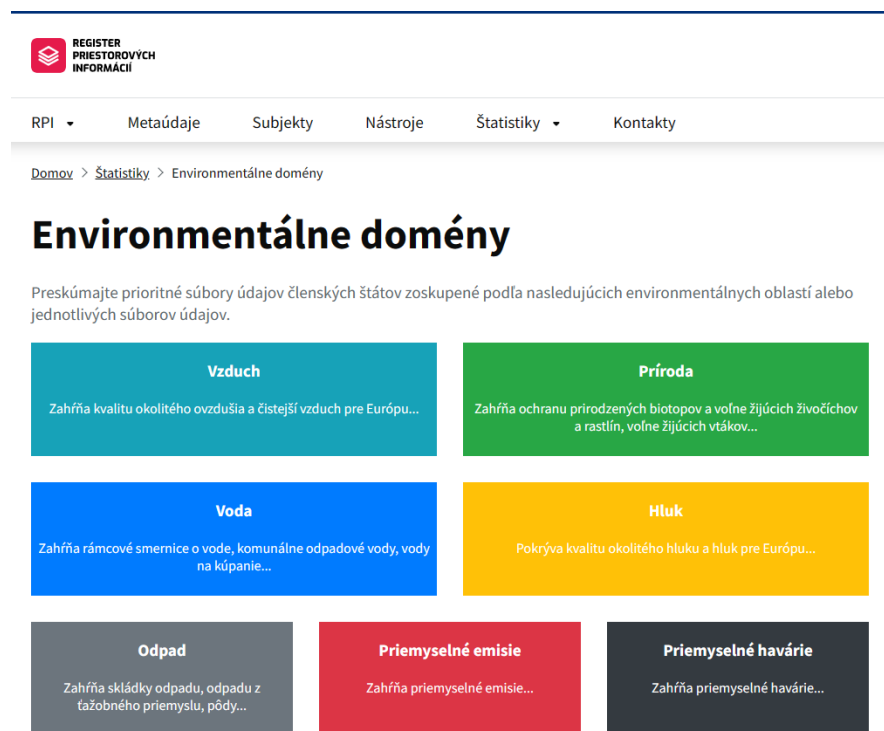 REGISTER
PRIESTOROVÝCH
INFORMÁCIÍ
RPI Metaúdaje Subjekty Nástroje Štatistiky Kontakty
Domov > Štatistiky > Environmentálne domény
Environmentálne domény
Preskúmajte prioritné súbory údajov členských štátov zoskupené podľa nasledujúcich environmentálnych oblastí alebo
jednotlivých súborov údajov.
Vzduch
Zahŕňa kvalitu okolitého ovzdušia a čistejší vzduch pre Európu...
Príroda
Zahŕňa ochranu prirodzených biotopov a voľne žijúcich živočíchov
a rastlín, voľne žijúcich vtákov...
Voda
Zahŕňa rámcové smernice o vode, komunálne odpadové vody, vody
na kúpanie...
Hluk
Pokrýva kvalitu okolitého hluku a hluk pre Európu...
Odpad
Zahŕňa skládky odpadu, odpadu z
ťažobného priemyslu, pôdy...
Priemyselné emisie
Zahŕňa priemyselné emisie...
Priemyselné havárie
Zahŕňa priemyselné havárie...